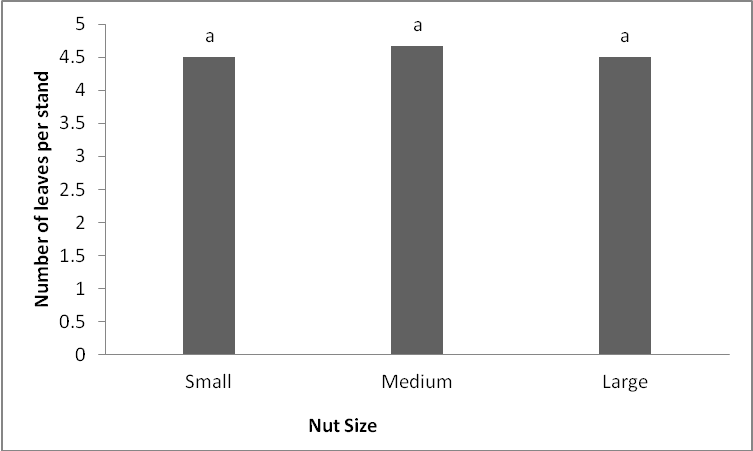 Number of leaves per stand
5
4.5
4
3.5
3
2.5
2
1.5
1
0.5
0
a
a
a
Small
Medium
Large
Nut Size